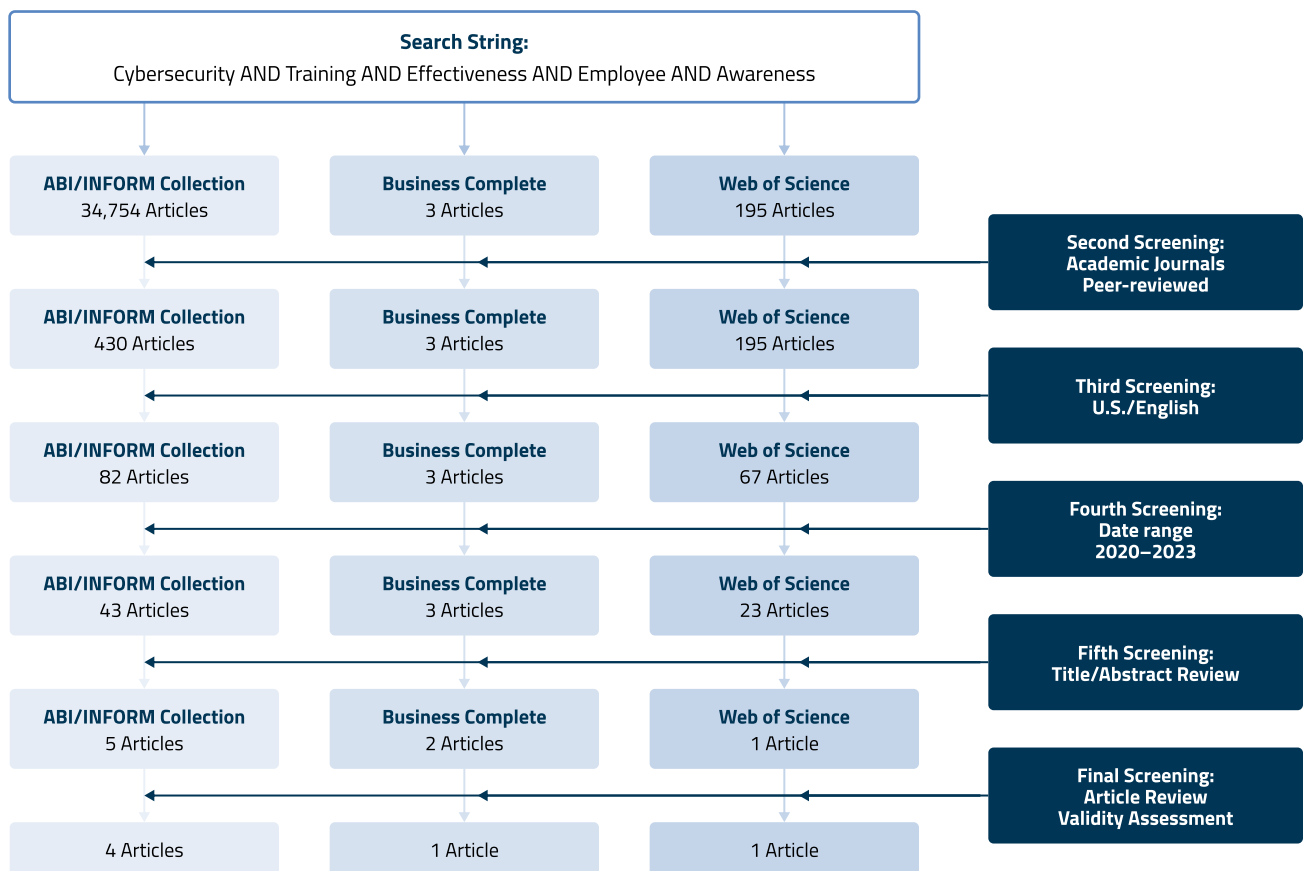 Search String:
Cybersecurity AND Training AND Effectiveness AND Employee AND Awareness
ABI/INFORM Collection
34,754 Articles
Business Complete
3 Articles
Web of Science
195 Articles
Second Screening:
Academic Journals
Peer-reviewed
ABI/INFORM Collection
430 Articles
Business Complete
3 Articles
Web of Science
195 Articles
Third Screening:
U.S./English
ABI/INFORM Collection
82 Articles
Business Complete
3 Articles
Web of Science
67 Articles
Fourth Screening:
Date range
2020–2023
ABI/INFORM Collection
43 Articles
Business Complete
3 Articles
Web of Science
23 Articles
Fifth Screening:
Title/Abstract Review
ABI/INFORM Collection
5 Articles
Business Complete
2 Articles
Web of Science
1 Article
Final Screening:
Article Review
Validity Assessment
4 Articles
1 Article
1 Article